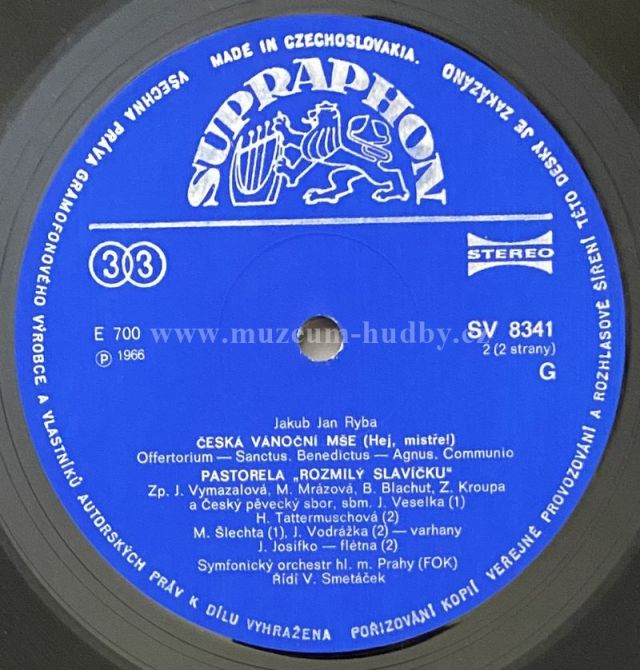 VŠECHNA PRÁVA GRAMOFONOVÉHO VÝROBCE A VLASTNÍKŮ AUTORSKÝCH PRÁV K DÍLU VYHRAŽENA
POŘIZOVÁNÍ KOPIÍ VEŘEJNÉ PROVOZOVÁNÍ A ROZHLASOVÉ ŠÍŘENÍ TÉTO DESKY JE ZAKÁZÁNO
MADE IN CZECHOSLOVAKIA.
SUPRAPHON
33
STEREO
E 700
SV 8341
℗ 1966
2 (2 strany)
G
www.muzeum-hudby.cz
Jakub Jan Ryba
ČESKÁ VÁNOČNÍ MŠE (Hej, mistře!)
Offertorium — Sanctus. Benedictus — Agnus. Communio
PASTORELA „ROZMILÝ SLAVÍČKU“
Zp. J. Vymazalová, M. Mrázová, B. Blachut, Z. Kroupa
a Český pěvecký sbor, sbm. J. Veselka (1)
H. Tattermuschová (2)
M. Šlechta (1), J. Vodrážka (2) — varhany
J. Josífko — flétna (2)
Symfonický orchestr hl. m. Prahy (FOK)
Řídí V. Smetáček